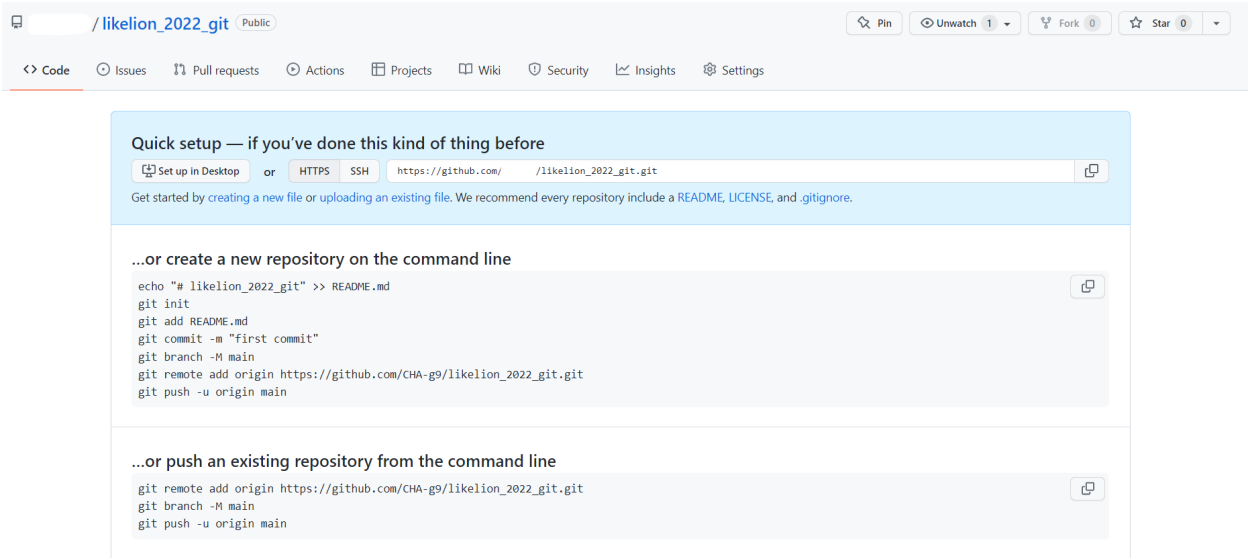 / likelion_2022_git Public
Pin Unwatch 1 Fork 0 Star 0
Code Issues Pull requests Actions Projects Wiki Security Insights Settings
Quick setup — if you’ve done this kind of thing before
Set up in Desktop or HTTPS SSH https://github.com/ /likelion_2022_git.git
Get started by creating a new file or uploading an existing file. We recommend every repository include a README, LICENSE, and .gitignore.
...or create a new repository on the command line
echo "# likelion_2022_git" >> README.md
git init
git add README.md
git commit -m "first commit"
git branch -M main
git remote add origin https://github.com/CHA-g9/likelion_2022_git.git
git push -u origin main
...or push an existing repository from the command line
git remote add origin https://github.com/CHA-g9/likelion_2022_git.git
git branch -M main
git push -u origin main